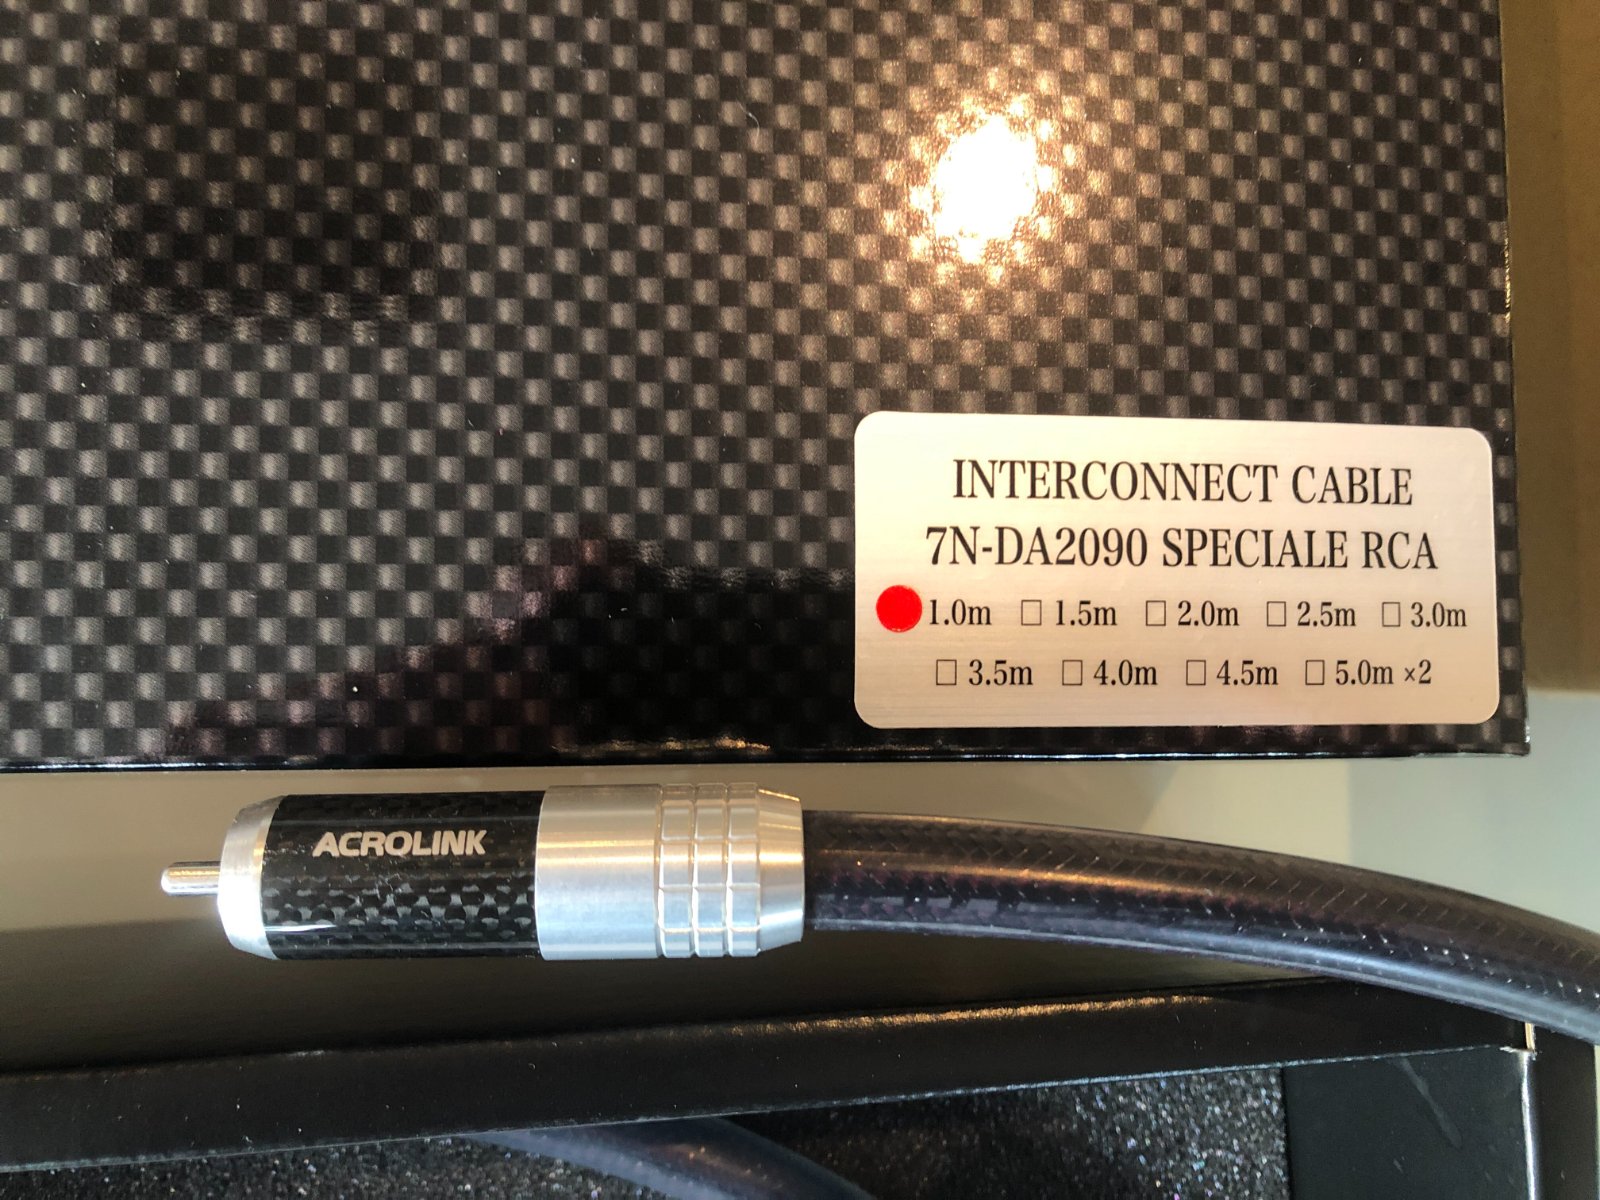 INTERCONNECT CABLE
7N-DA2090 SPECIALE RCA
1.0m □ 1.5m □ 2.0m □ 2.5m □ 3.0m
□ 3.5m □ 4.0m □ 4.5m □ 5.0m ×2
ACROLINK